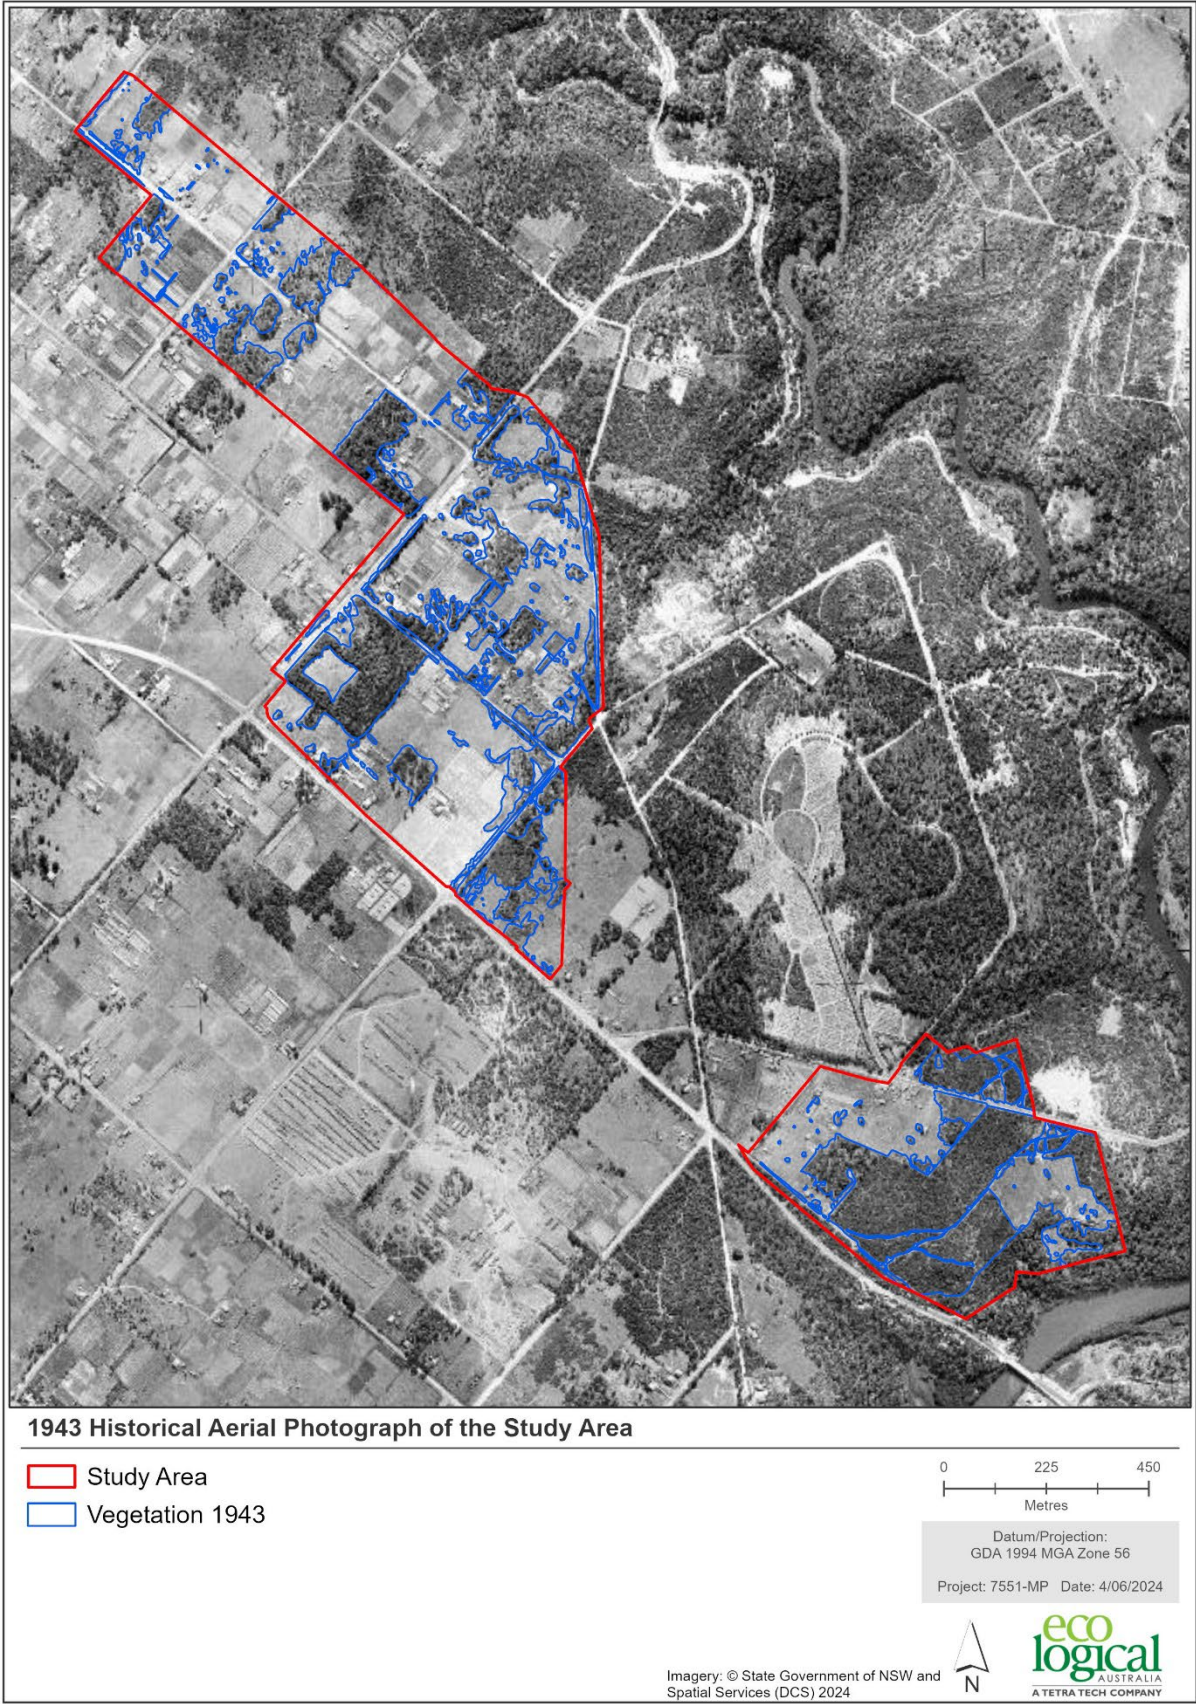 1943 Historical Aerial Photograph of the Study Area
Study Area
Vegetation 1943
0 225 450
Metres
Datum/Projection:
GDA 1994 MGA Zone 56
Project: 7551-MP Date: 4/06/2024
Imagery: © State Government of NSW and
Spatial Services (DCS) 2024
N
eco
logical
AUSTRALIA
A TETRA TECH COMPANY